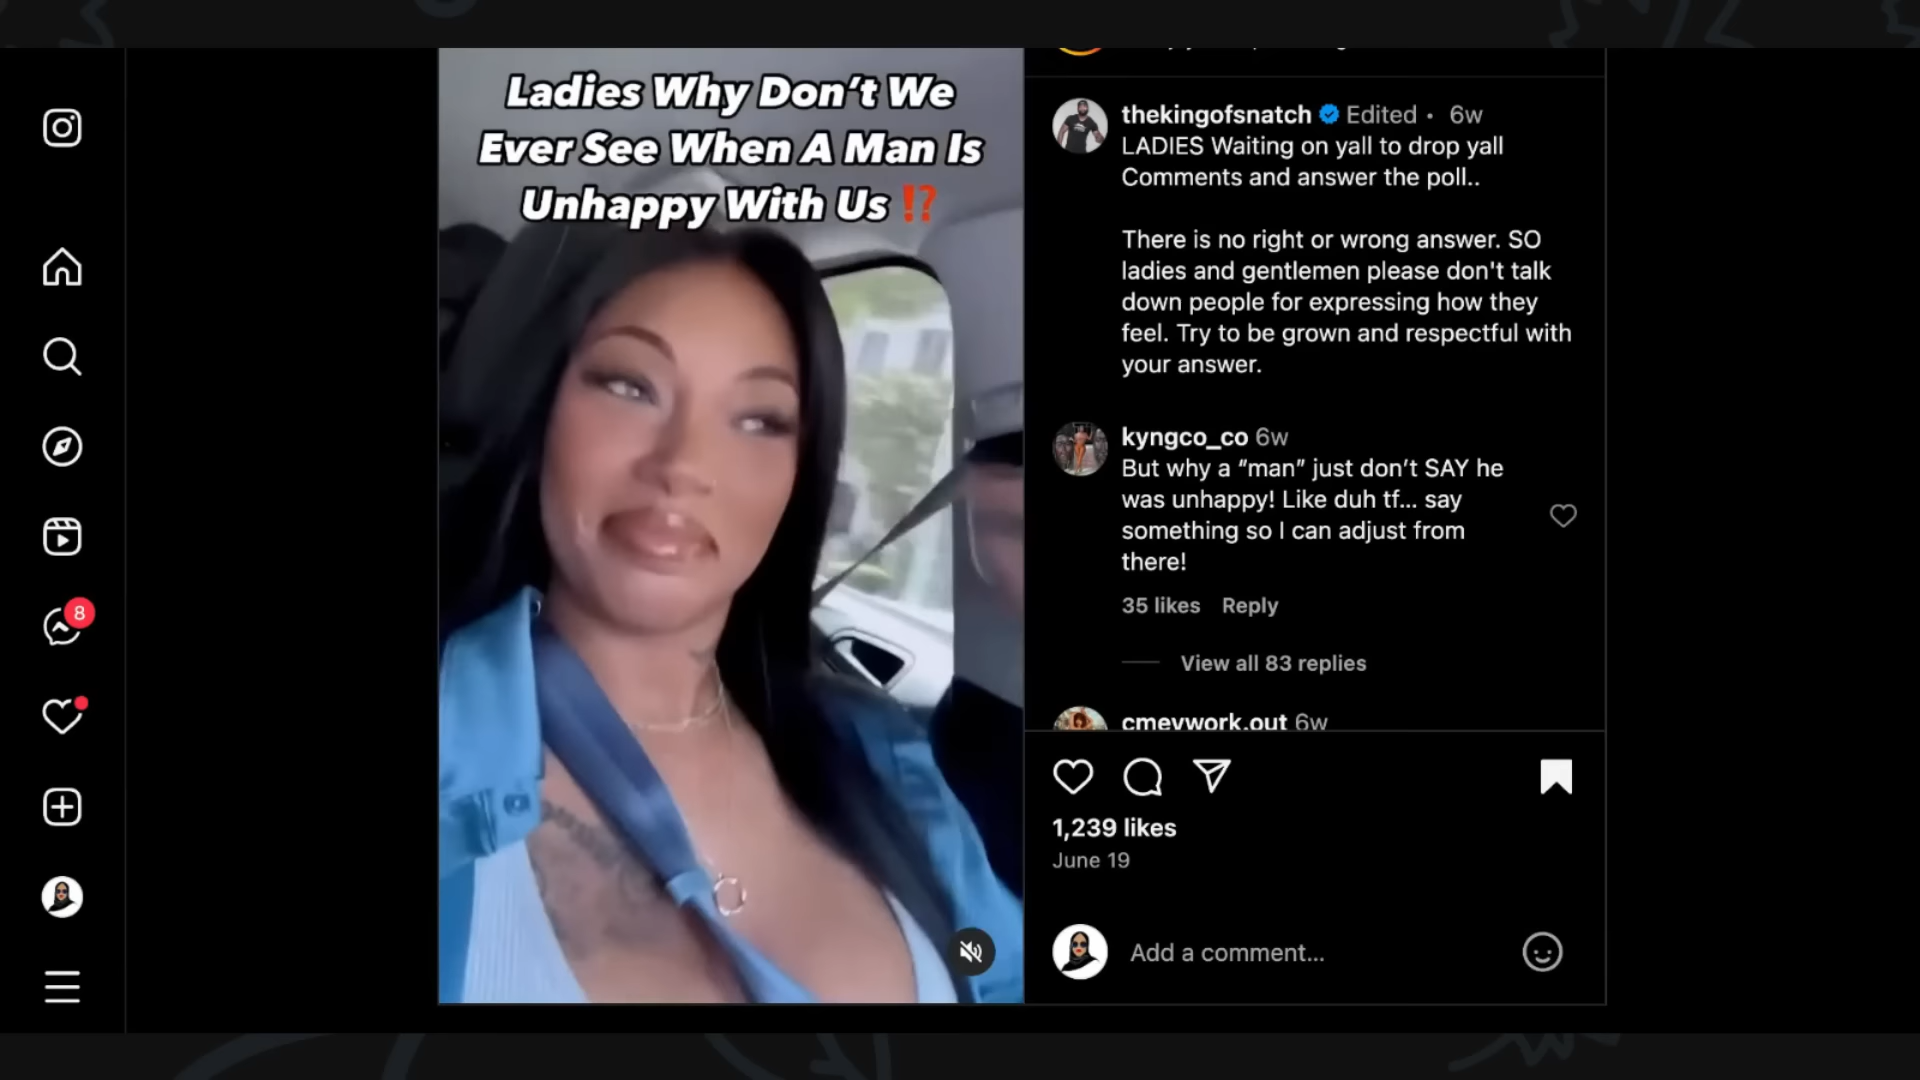 Ladies Why Don't We
Ever See When A Man Is
Unhappy With Us ⁉️
thekingofsnatch Edited • 6w
LADIES Waiting on yall to drop yall
Comments and answer the poll..
There is no right or wrong answer. SO
ladies and gentlemen please don't talk
down people for expressing how they
feel. Try to be grown and respectful with
your answer.
kyngco_co 6w
But why a “man” just don’t SAY he
was unhappy! Like duh tf... say
something so I can adjust from
there!
35 likes Reply
View all 83 replies
cmevwork.out 6w
8
1,239 likes
June 19
Add a comment...